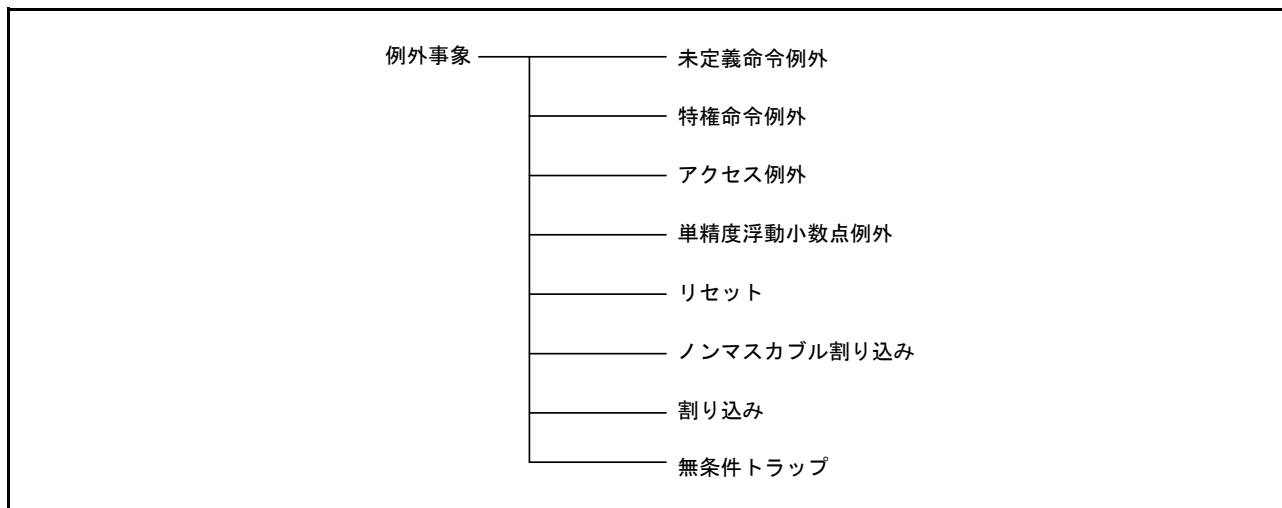 例外事象
未定義命令例外
特権命令例外
アクセス例外
単精度浮動小数点例外
リセット
ノンマスカブル割り込み
割り込み
無条件トラップ